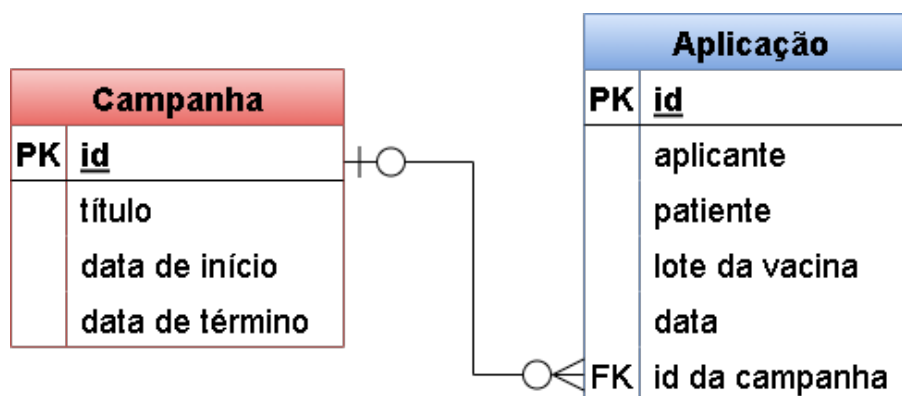 Campanha
PK id
título
data de início
data de término
Aplicação
PK id
aplicante
patiente
lote da vacina
data
FK id da campanha